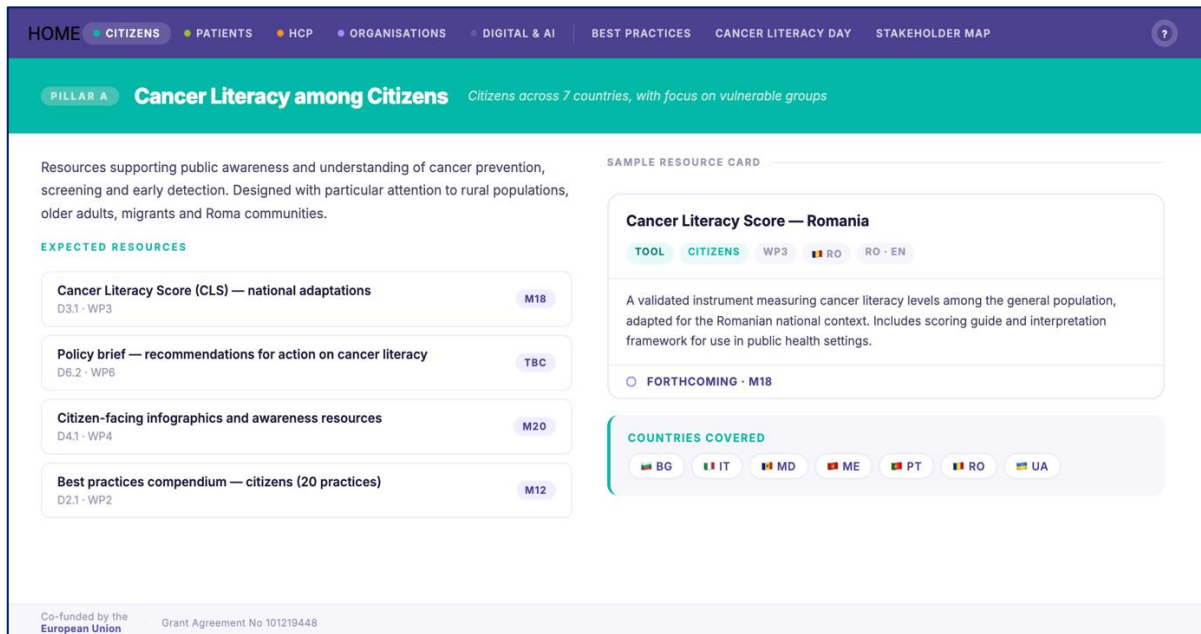 HOME CITIZENS PATIENTS HCP ORGANISATIONS DIGITAL & AI BEST PRACTICES CANCER LITERACY DAY STAKEHOLDER MAP ?
PILLAR A Cancer Literacy among Citizens Citizens across 7 countries, with focus on vulnerable groups
Resources supporting public awareness and understanding of cancer prevention,
screening and early detection. Designed with particular attention to rural populations,
older adults, migrants and Roma communities.
EXPECTED RESOURCES
Cancer Literacy Score (CLS) — national adaptations
D3.1 · WP3
M18
Policy brief — recommendations for action on cancer literacy
D6.2 · WP6
TBC
Citizen-facing infographics and awareness resources
D4.1 · WP4
M20
Best practices compendium — citizens (20 practices)
D2.1 · WP2
M12
SAMPLE RESOURCE CARD
Cancer Literacy Score — Romania
TOOL CITIZENS WP3 RO RO · EN
A validated instrument measuring cancer literacy levels among the general population,
adapted for the Romanian national context. Includes scoring guide and interpretation
framework for use in public health settings.
FORTHCOMING · M18
COUNTRIES COVERED
BG IT MD ME PT RO UA
Co-funded by the
European Union
Grant Agreement No 101219448